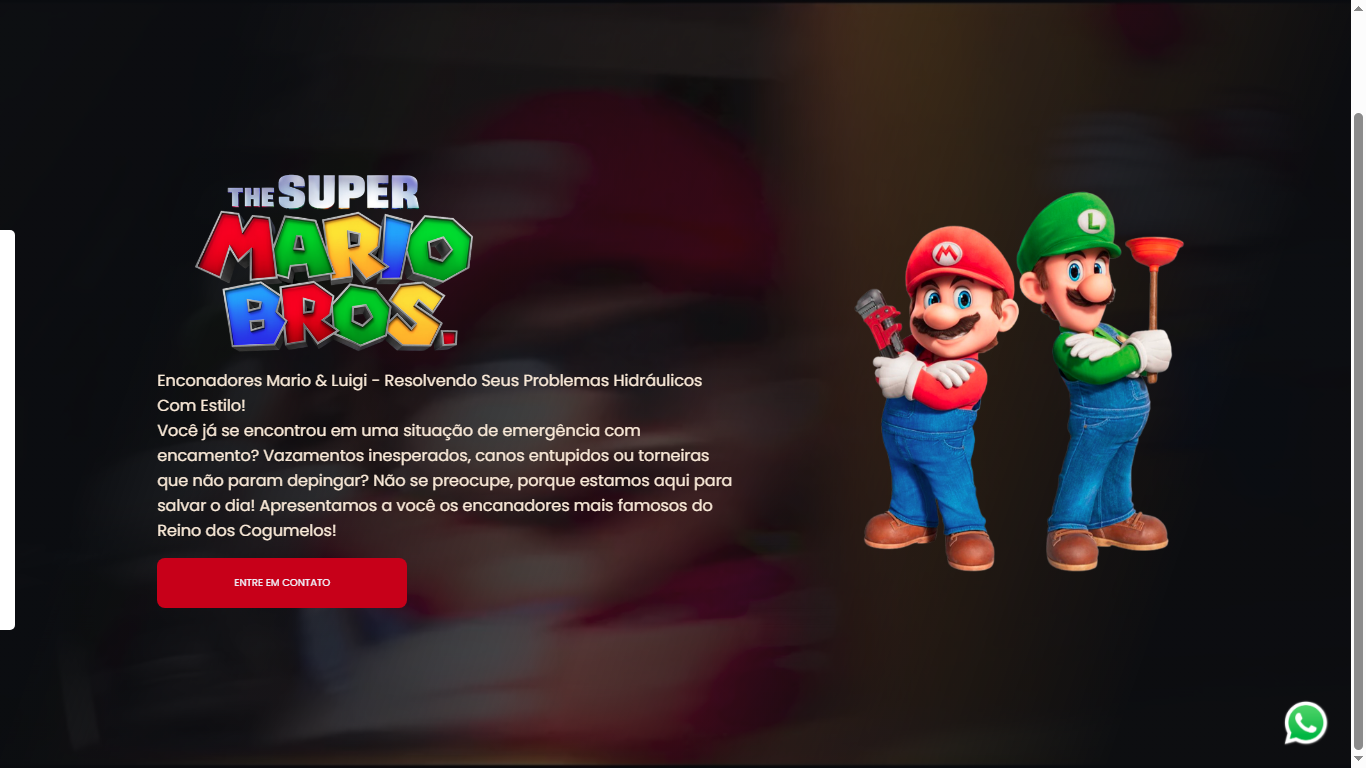 THE SUPER
MARIO
BROS.
Enconadores Mario & Luigi - Resolvendo Seus Problemas Hidráulicos
Com Estilo!
Você já se encontrou em uma situação de emergência com
encamento? Vazamentos inesperados, canos entupidos ou torneiras
que não param depingar? Não se preocupe, porque estamos aqui para
salvar o dia! Apresentamos a você os encanadores mais famosos do
Reino dos Cogumelos!
ENTRE EM CONTATO
M
L